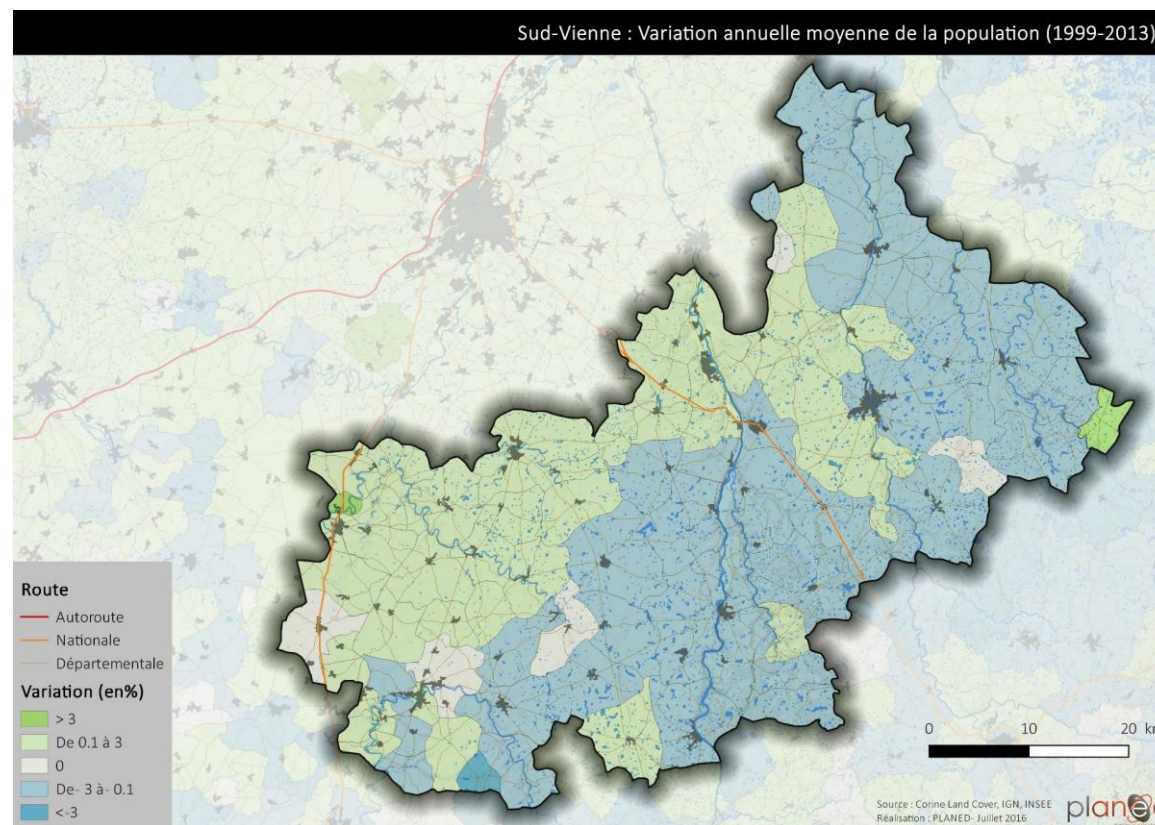 Sud-Vienne : Variation annuelle moyenne de la population (1999-2013)
Route
Autoroute
Nationale
Départementale
Variation (en%)
> 3
De 0.1 à 3
0
De- 3 à- 0.1
<-3
0 10 20 km
Source : Corine Land Cover, IGN, INSEE
Réalisation : PLANED- Juillet 2016
plane